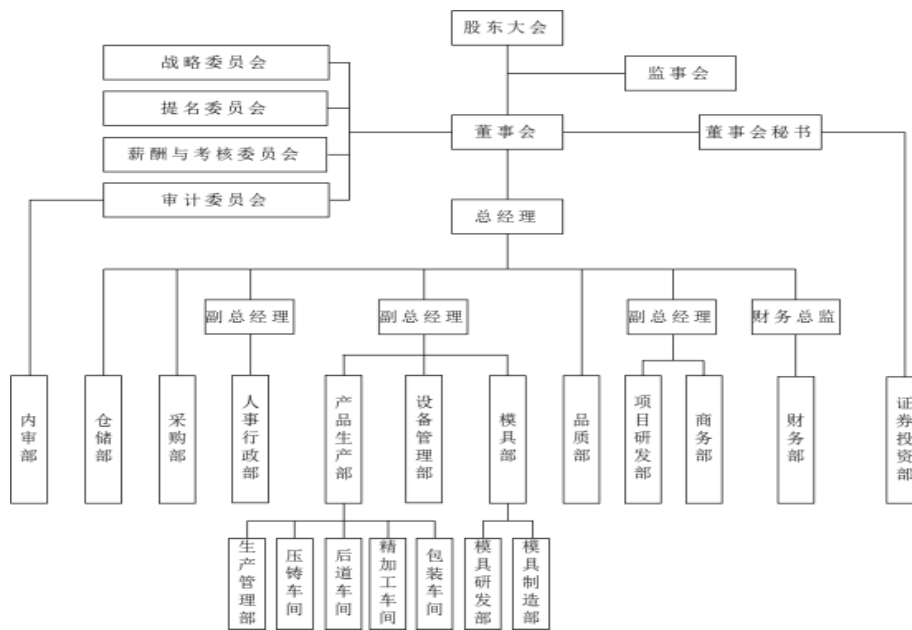 股东大会
战略委员会
监事会
提名委员会
董事会
董事会秘书
薪酬与考核委员会
审计委员会
总经理
副总经理
副总经理
副总经理
财务总监
内审部
仓储部
采购部
人事行政部
产品生产部
设备管理部
模具部
品质部
项目研发部
商务部
财务部
证券投资部
生产管理部
压铸车间
后道车间
精加工车间
包装车间
模具研发部
模具制造部